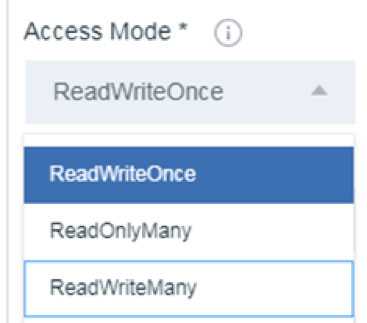 Access Mode *
ReadWriteOnce
ReadWriteOnce
ReadOnlyMany
ReadWriteMany